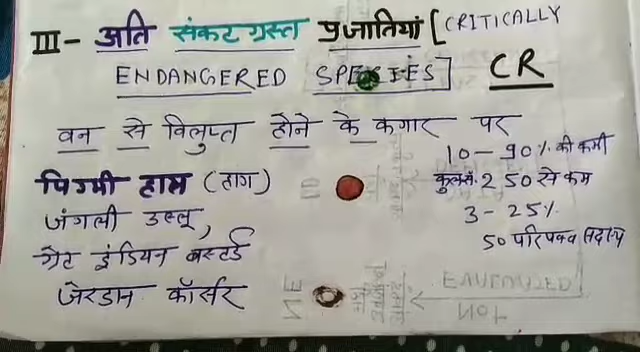 III- अति संकट ग्रस्त प्रजातियां [CRITICALLY
ENDANGERED SPECIES] CR
वन से विलुप्त होने के कगार पर
10-90% की कमी
पिग्मी हाम (हाग)
कुल सं. 250 से कम
जंगली उल्लू,
3-25%
ग्रेट इंडियन बस्टर्ड
50 परिपक्व सदस्य
जेरडान कॉर्सर